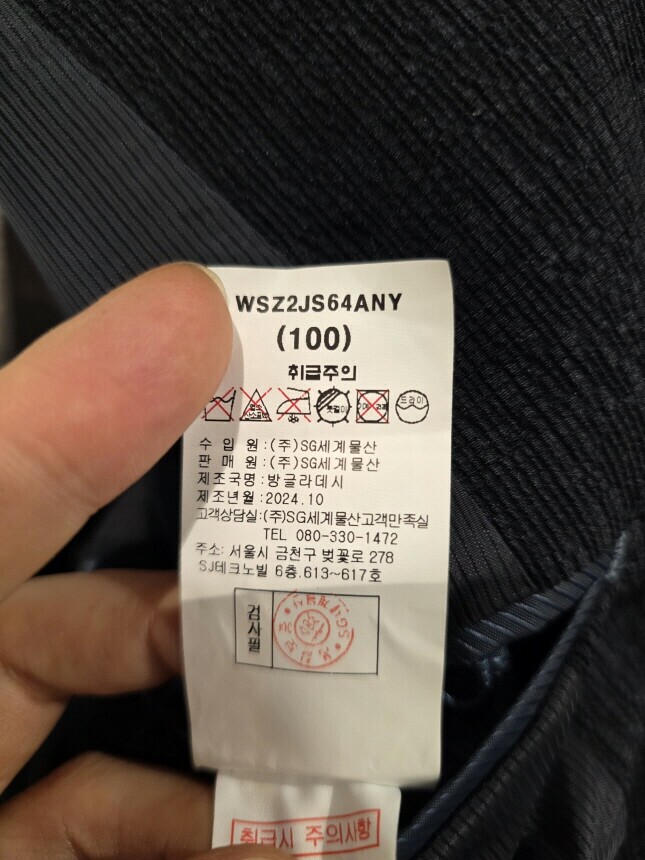 WSZ2JS64ANY
(100)
취급주의
옷걸이 드라이
수 입 원 : (주)SG세계물산
판 매 원 : (주)SG세계물산
제조국명 : 방글라데시
제조년월 : 2024.10
고객상담실:(주)SG세계물산고객만족실
TEL 080-330-1472
주소: 서울시 금천구 벚꽃로 278
SJ테크노빌 6층.613~617호
검사필
취급시 주의사항